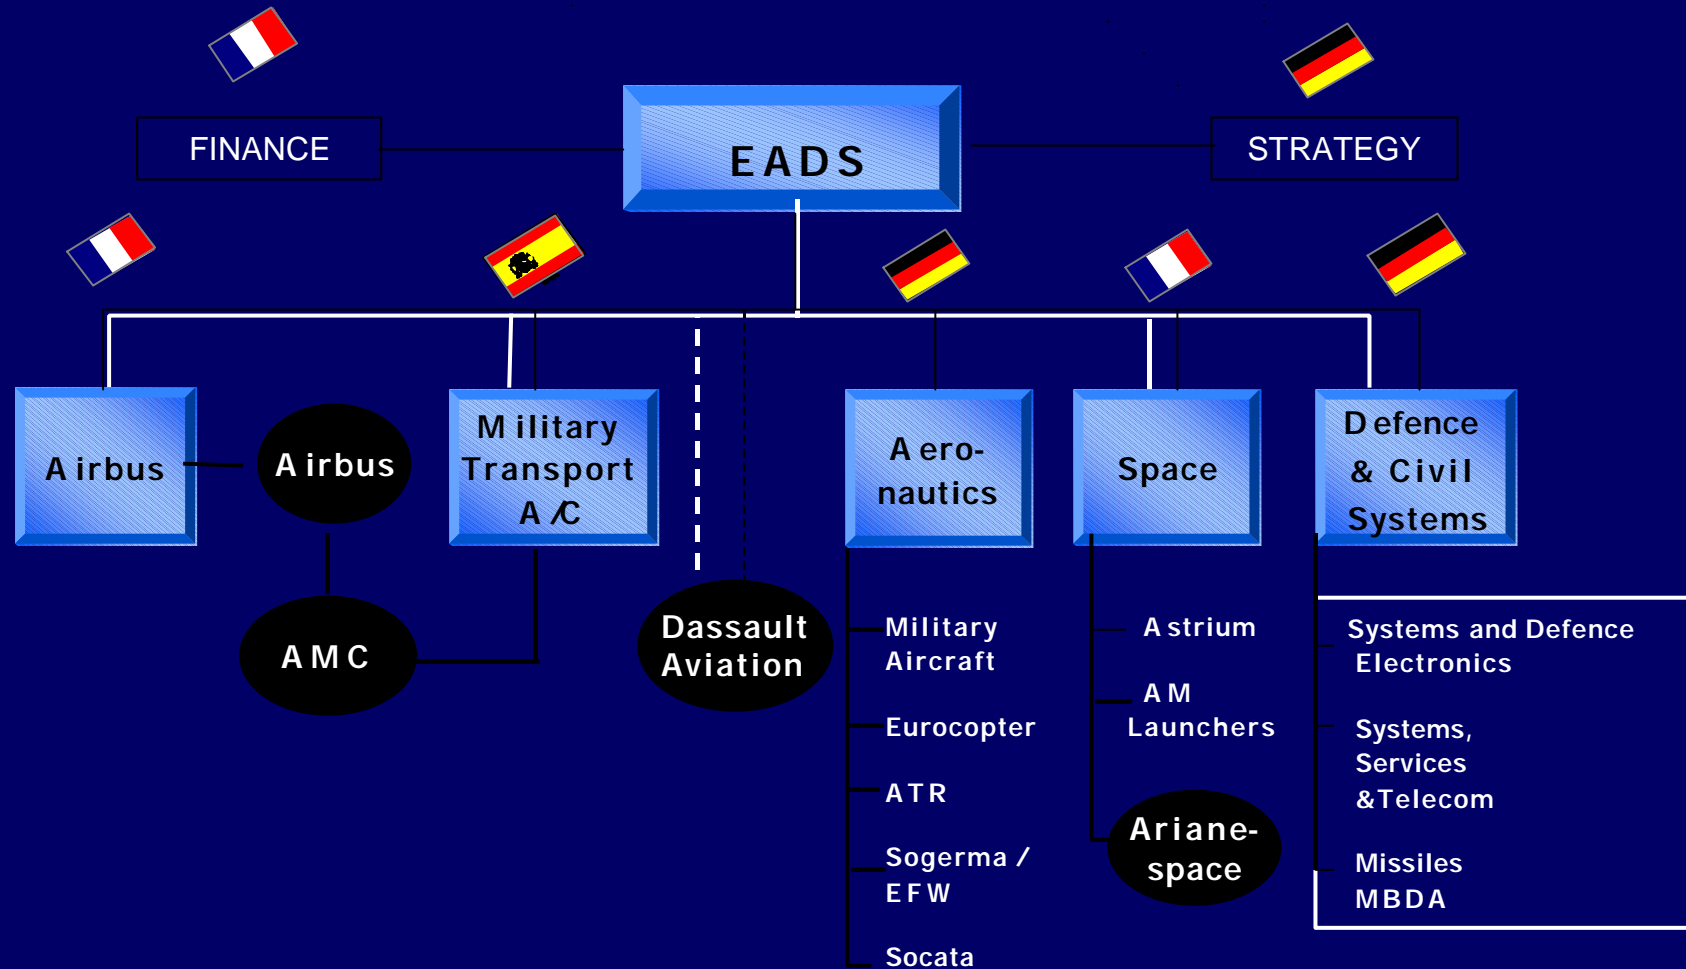 FINANCE
EADS
STRATEGY
Airbus
Airbus
Military
Transport
A/C
Aero-
nautics
Space
Defence
& Civil
Systems
AMC
Dassault
Aviation
Military
Aircraft
Eurocopter
ATR
Sogerma /
EFW
Socata
Astrium
AM
Launchers
Ariane-
space
Systems and Defence
Electronics
Systems,
Services
&Telecom
Missiles
MBDA